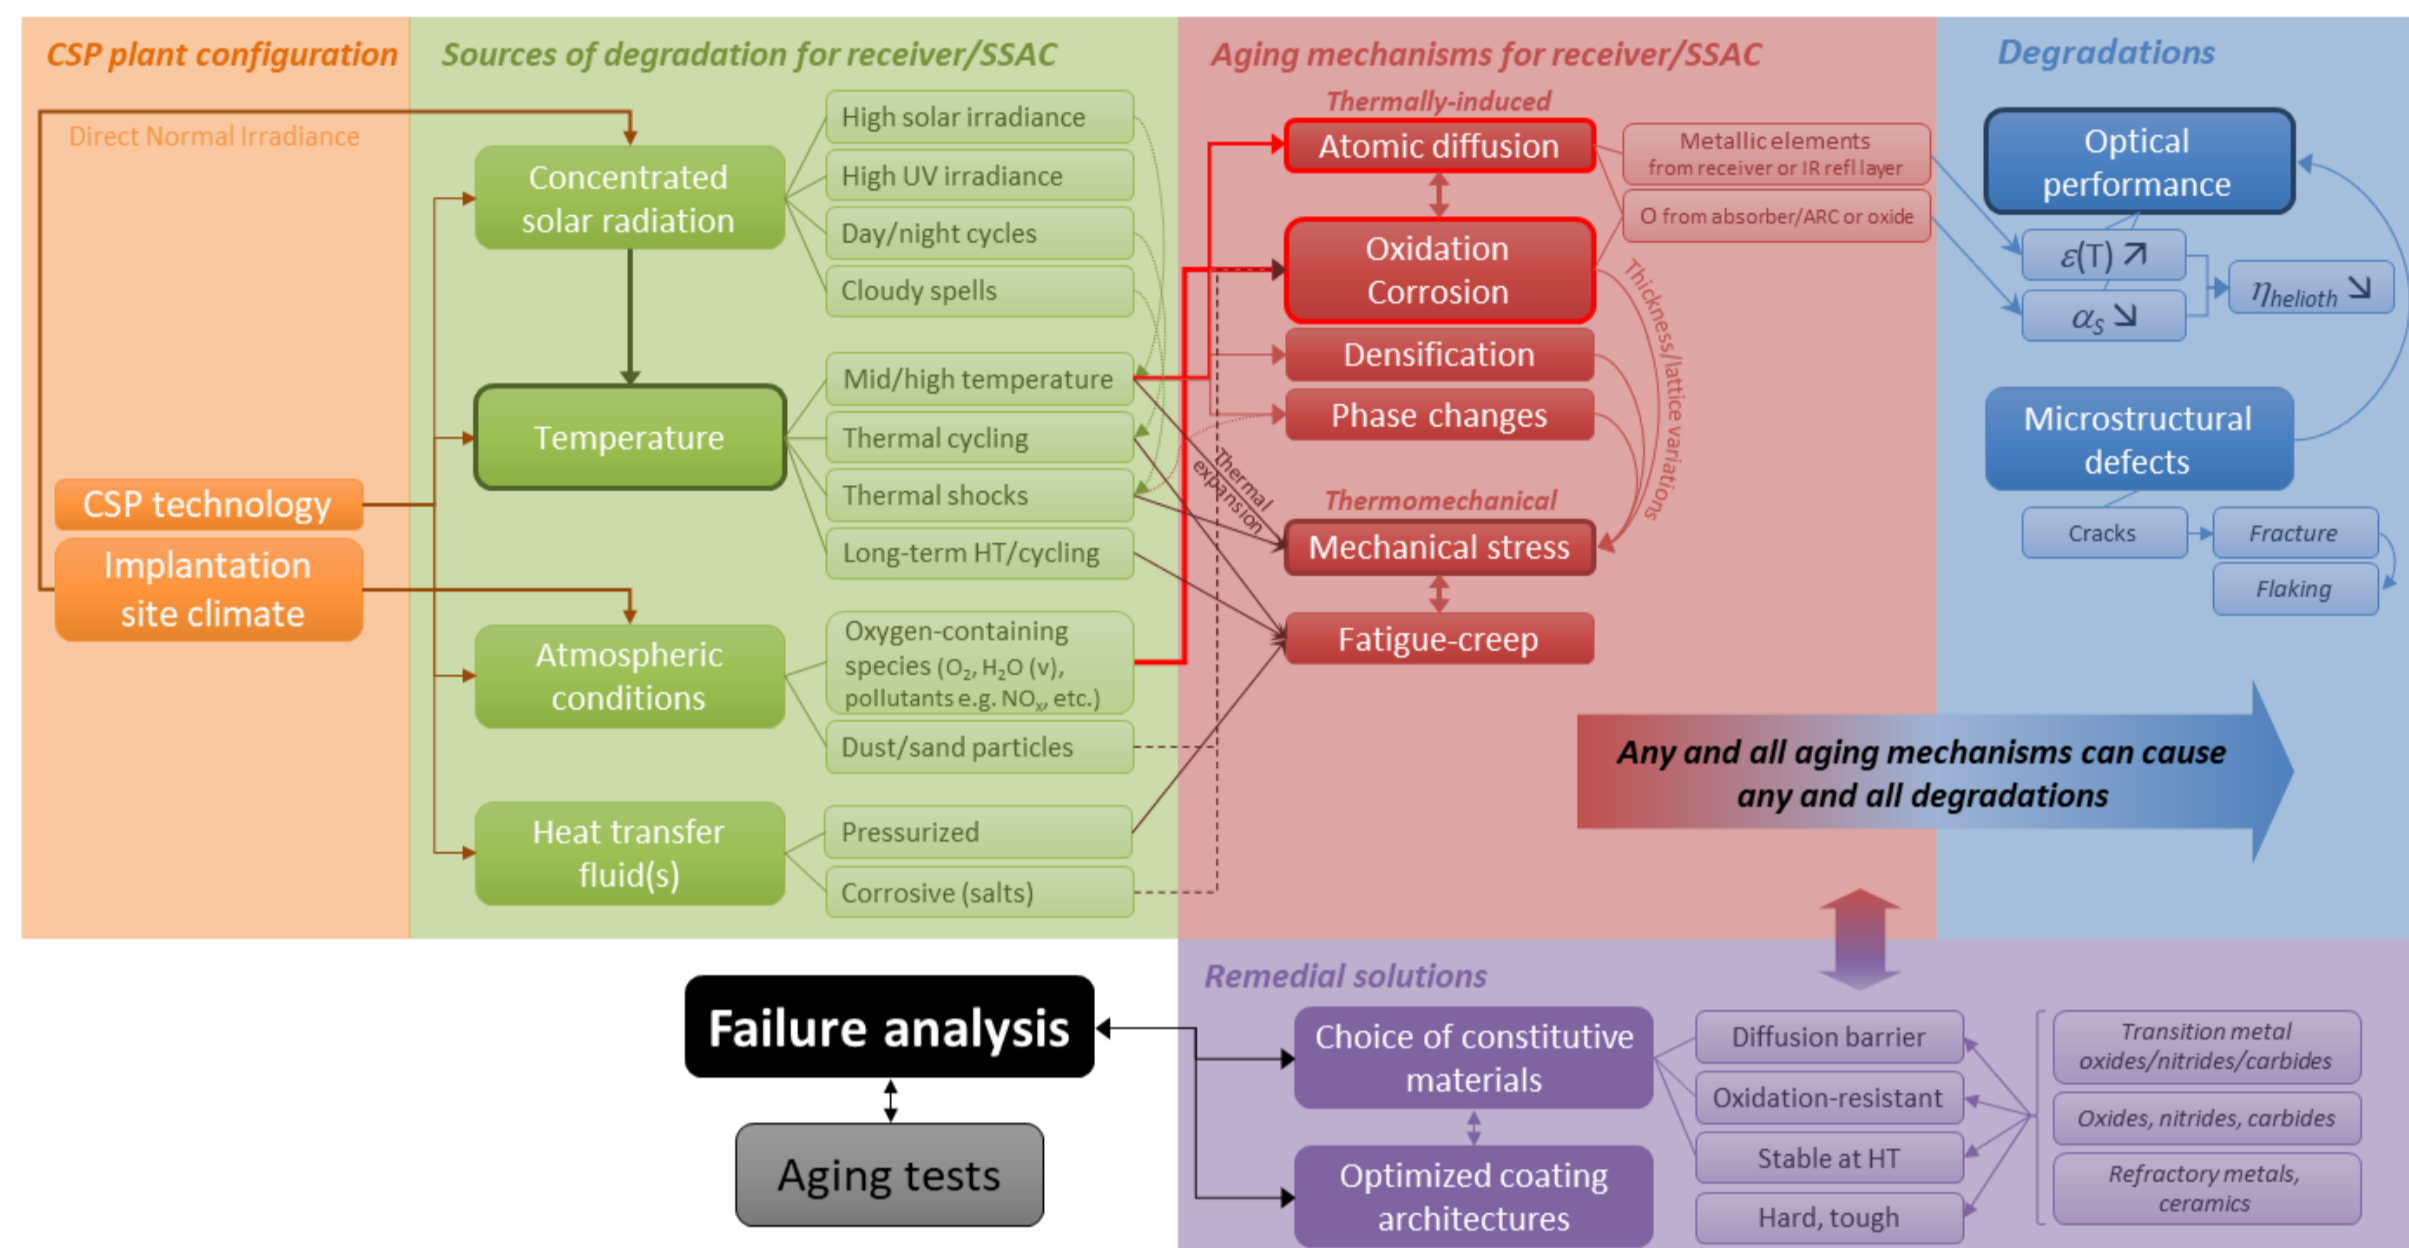 CSP plant configuration
Direct Normal Irradiance
CSP technology
Implantation
site climate
Sources of degradation for receiver/SSAC
Concentrated
solar radiation
High solar irradiance
High UV irradiance
Day/night cycles
Cloudy spells
Temperature
Mid/high temperature
Thermal cycling
Thermal shocks
Long-term HT/cycling
Atmospheric
conditions
Oxygen-containing
species (O₂, H₂O (v),
pollutants e.g. NOₓ, etc.)
Dust/sand particles
Heat transfer
fluid(s)
Pressurized
Corrosive (salts)
Aging mechanisms for receiver/SSAC
Thermally-induced
Atomic diffusion
Metallic elements
from receiver or IR refl layer
O from absorber/ARC or oxide
Oxidation
Corrosion
Densification
Phase changes
Thickness/lattice variations
Thermal
expansion
Thermomechanical
Mechanical stress
Fatigue-creep
Degradations
Optical
performance
ε(T) ↗
α_S ↘
η_helioth ↘
Microstructural
defects
Cracks
Fracture
Flaking
Any and all aging mechanisms can cause
any and all degradations
Failure analysis
Aging tests
Remedial solutions
Choice of constitutive
materials
Optimized coating
architectures
Diffusion barrier
Oxidation-resistant
Stable at HT
Hard, tough
Transition metal
oxides/nitrides/carbides
Oxides, nitrides, carbides
Refractory metals,
ceramics